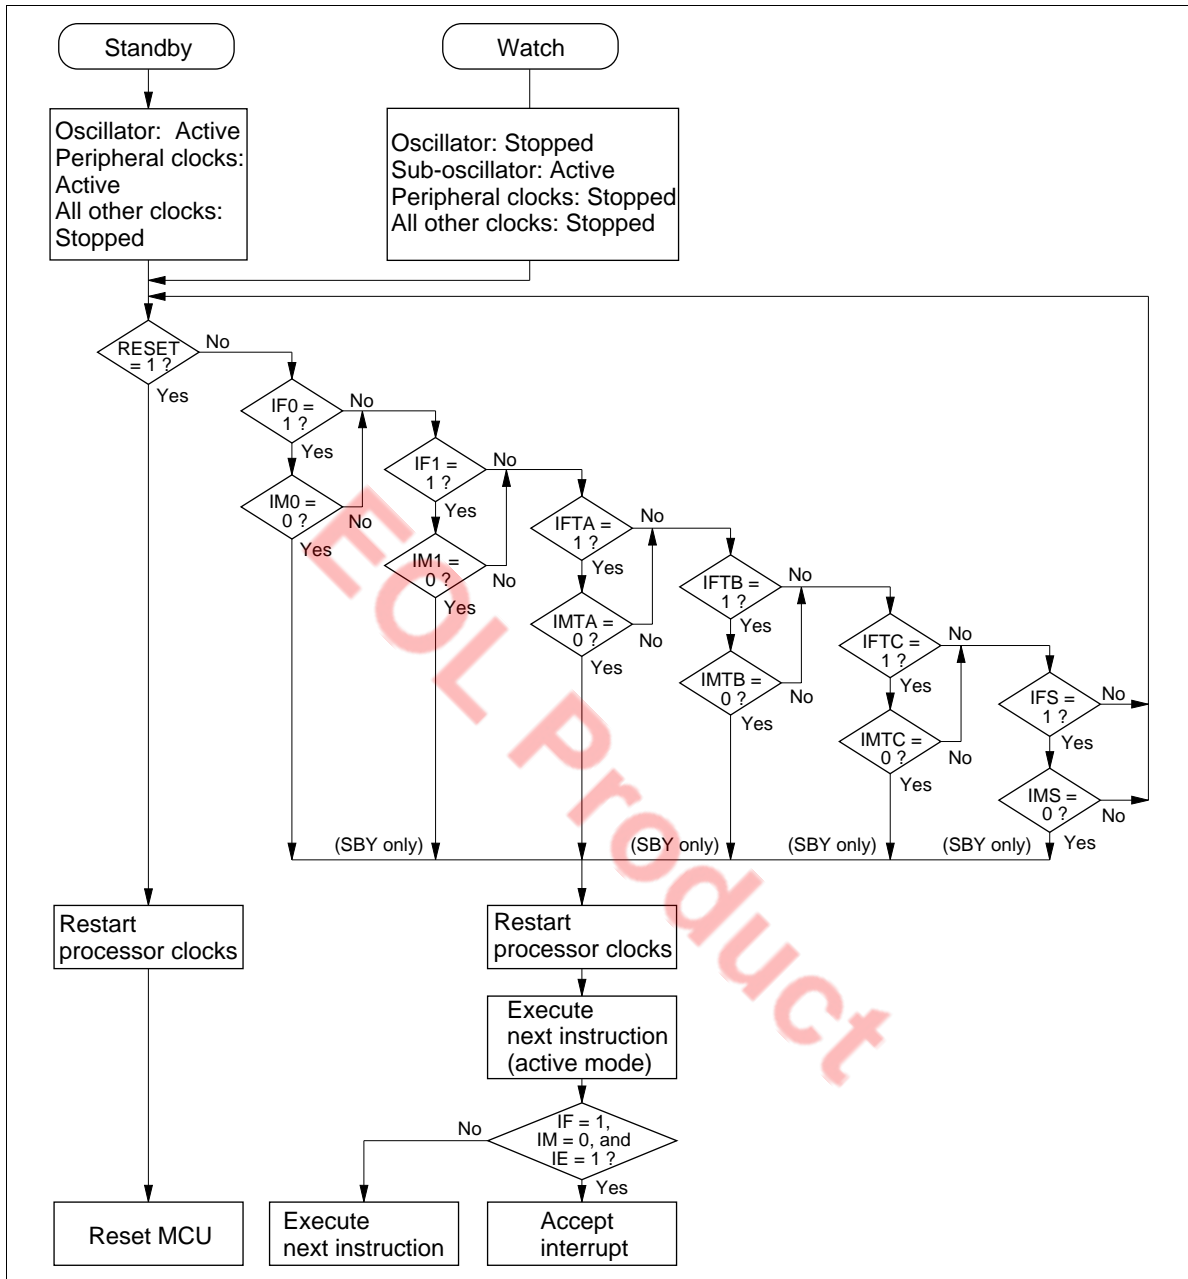 Standby
Watch
Oscillator: Active
Peripheral clocks:
Active
All other clocks:
Stopped
Oscillator: Stopped
Sub-oscillator: Active
Peripheral clocks: Stopped
All other clocks: Stopped
RESET
= 1 ?
No
Yes
IF0 =
1 ?
No
Yes
IM0 =
0 ?
No
Yes
IF1 =
1 ?
No
Yes
IM1 =
0 ?
No
Yes
IFTA =
1 ?
No
Yes
IMTA =
0 ?
No
Yes
IFTB =
1 ?
No
Yes
IMTB =
0 ?
No
Yes
IFTC =
1 ?
No
Yes
IMTC =
0 ?
No
Yes
IFS =
1 ?
No
Yes
IMS =
0 ?
No
Yes
(SBY only)
(SBY only)
(SBY only)
(SBY only)
Restart
processor clocks
Reset MCU
Restart
processor clocks
Execute
next instruction
(active mode)
IF = 1,
IM = 0, and
IE = 1 ?
No
Yes
Execute
next instruction
Accept
interrupt
EOL Product